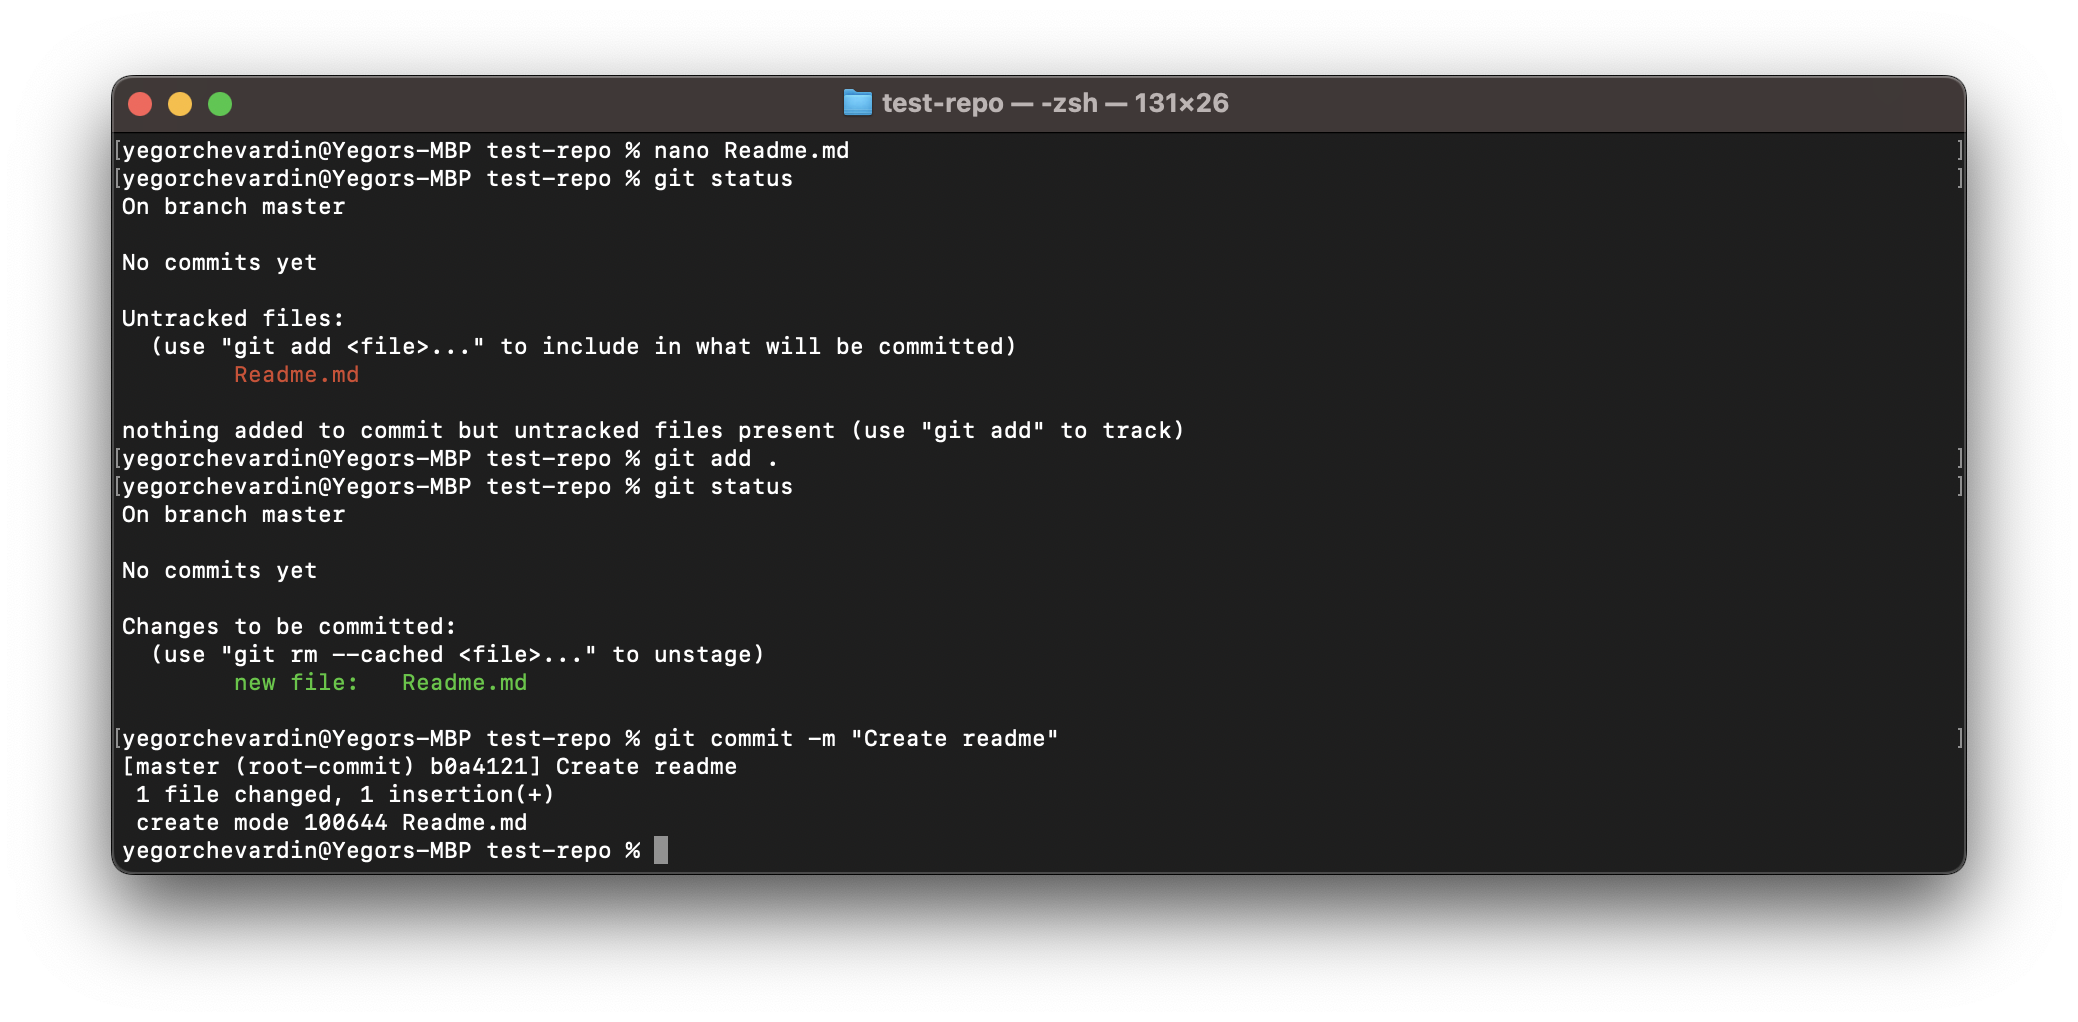 test-repo — -zsh — 131×26
[yegorchevardin@Yegors-MBP test-repo % nano Readme.md ]
[yegorchevardin@Yegors-MBP test-repo % git status ]
On branch master
No commits yet
Untracked files:
  (use "git add <file>..." to include in what will be committed)
        Readme.md
nothing added to commit but untracked files present (use "git add" to track)
[yegorchevardin@Yegors-MBP test-repo % git add . ]
[yegorchevardin@Yegors-MBP test-repo % git status ]
On branch master
No commits yet
Changes to be committed:
  (use "git rm --cached <file>..." to unstage)
        new file:   Readme.md
[yegorchevardin@Yegors-MBP test-repo % git commit -m "Create readme" ]
[master (root-commit) b0a4121] Create readme
 1 file changed, 1 insertion(+)
 create mode 100644 Readme.md
yegorchevardin@Yegors-MBP test-repo %